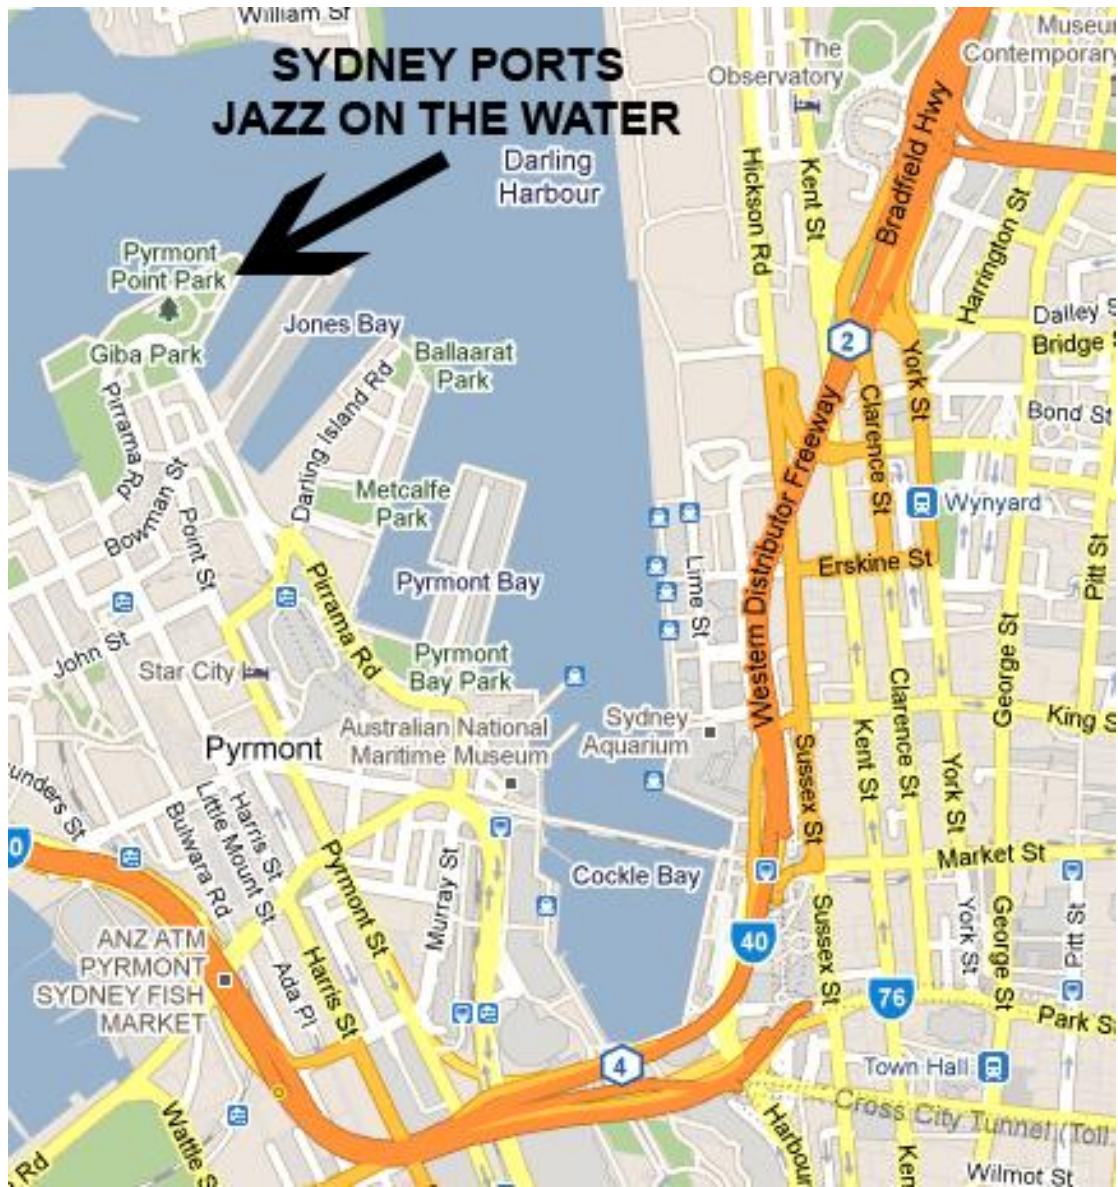 William St
SYDNEY PORTS
JAZZ ON THE WATER
The
Observatory
Museu
Contemporary
Darling
Harbour
Hickson Rd
Kent St
Bradfield Hwy
Harrington St
Pyrmont
Point Park
Giba Park
Jones Bay
Ballaarat
Park
Dalley S
Bridge S
2
York St
Clarence St
Bond St
Pirrama Rd
Darling Island Rd
Western Distributor Freeway
Bowman St
Point St
Metcalfe
Park
Wynyard
Pitt St
Pyrmont Bay
Lime St
Erskine St
Pirrama Rd
John St
Star City
Pyrmont
Bay Park
George St
Clarence St
Australian National
Maritime Museum
Sydney
Aquarium
King S
Pyrmont
Sussex St
Kent St
York St
unders St
Harris St
Little Mount St
Bulwara Rd
0
Pyrmont St
Murray St
Cockle Bay
Market St
Sussex St
York St
George St
Pitt St
40
ANZ ATM
PYRMONT
SYDNEY FISH
MARKET
Ada Pl
Harris St
76
Park S
4
Town Hall
Cross City Tunnel (Toll
Wattle S
Rd
Harbour
Ken
Wilmot St